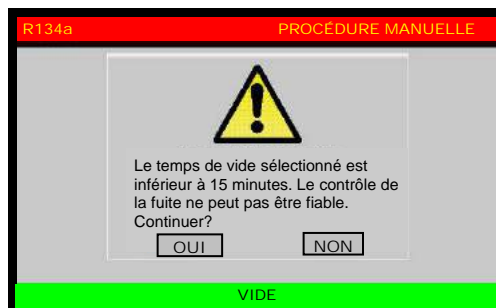 R134a PROCÉDURE MANUELLE
Le temps de vide sélectionné est
inférieur à 15 minutes. Le contrôle de
la fuite ne peut pas être fiable.
Continuer?
OUI NON
VIDE